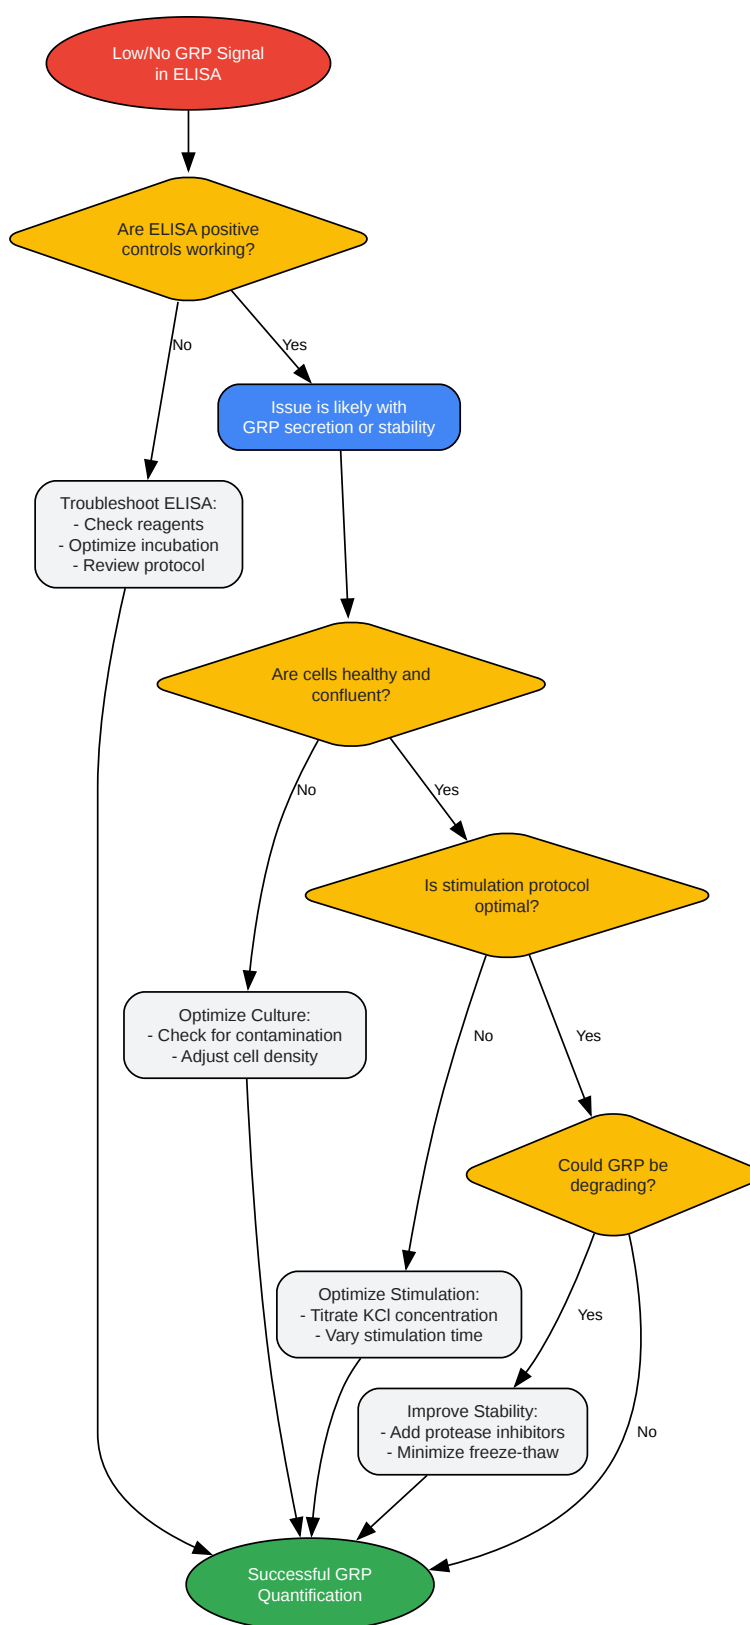 Low/No GRP Signal
in ELISA
Are ELISA positive
controls working?
No
Yes
Issue is likely with
GRP secretion or stability
Troubleshoot ELISA:
- Check reagents
- Optimize incubation
- Review protocol
Are cells healthy and
confluent?
No
Yes
Is stimulation protocol
optimal?
Optimize Culture:
- Check for contamination
- Adjust cell density
No
Yes
Could GRP be
degrading?
Optimize Stimulation:
- Titrate KCl concentration
- Vary stimulation time
Yes
No
Improve Stability:
- Add protease inhibitors
- Minimize freeze-thaw
Successful GRP
Quantification